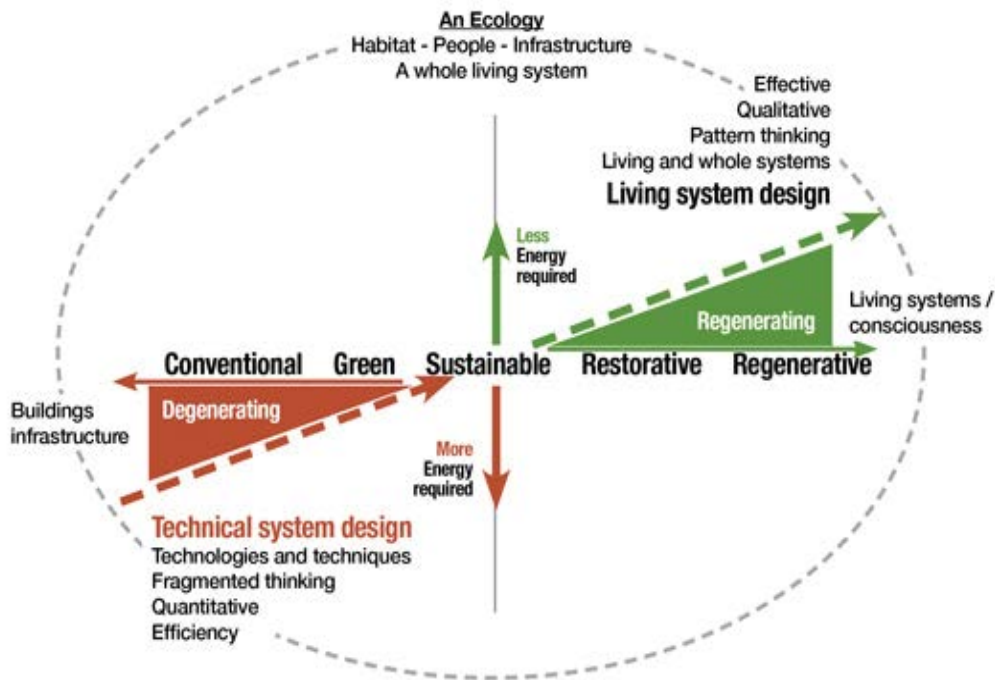 An Ecology
Habitat - People - Infrastructure
A whole living system
Effective
Qualitative
Pattern thinking
Living and whole systems
Living system design
Less
Energy
required
Regenerating
Living systems /
consciousness
Conventional Green Sustainable Restorative Regenerative
Buildings
infrastructure
Degenerating
More
Energy
required
Technical system design
Technologies and techniques
Fragmented thinking
Quantitative
Efficiency